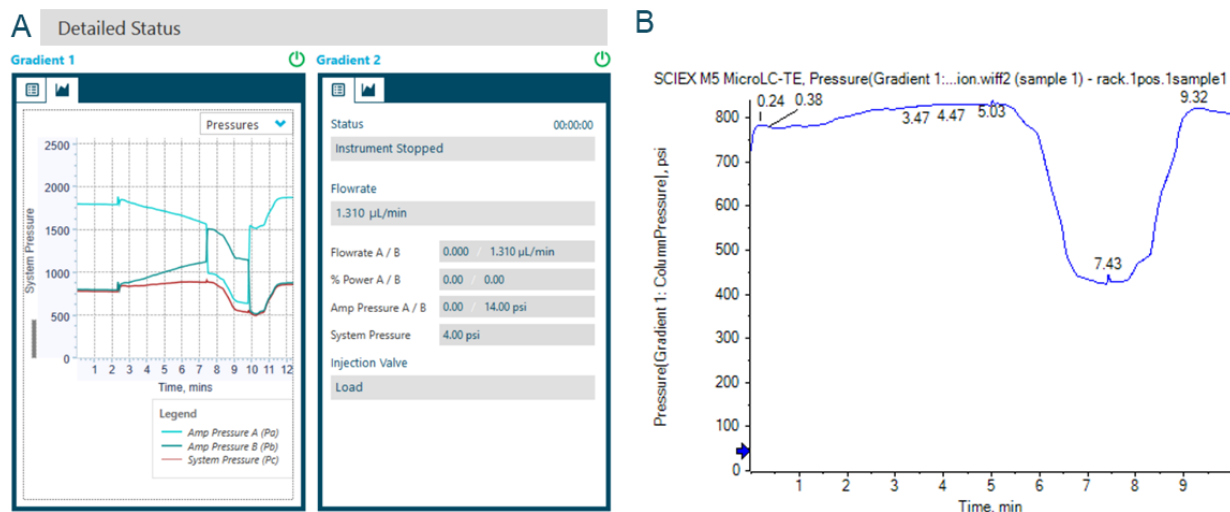 A
Detailed Status
Gradient 1
Gradient 2
Pressures
2500
2000
1500
1000
500
0
System Pressure
1 2 3 4 5 6 7 8 9 10 11 12
Time, mins
Legend
Amp Pressure A (Pa)
Amp Pressure B (Pb)
System Pressure (Pc)
Status 00:00:00
Instrument Stopped
Flowrate
1.310 µL/min
Flowrate A / B 0.000 / 1.310 µL/min
% Power A / B 0.00 / 0.00
Amp Pressure A / B 0.00 / 14.00 psi
System Pressure 4.00 psi
Injection Valve
Load
B
SCIEX M5 MicroLC-TE, Pressure(Gradient 1:...ion.wiff2 (sample 1) - rack.1pos.1sample1
0.24 0.38 3.47 4.47 5.03 7.43 9.32
800
700
600
500
400
300
200
100
0
Pressure(Gradient 1: ColumnPressure), psi
1 2 3 4 5 6 7 8 9
Time, min